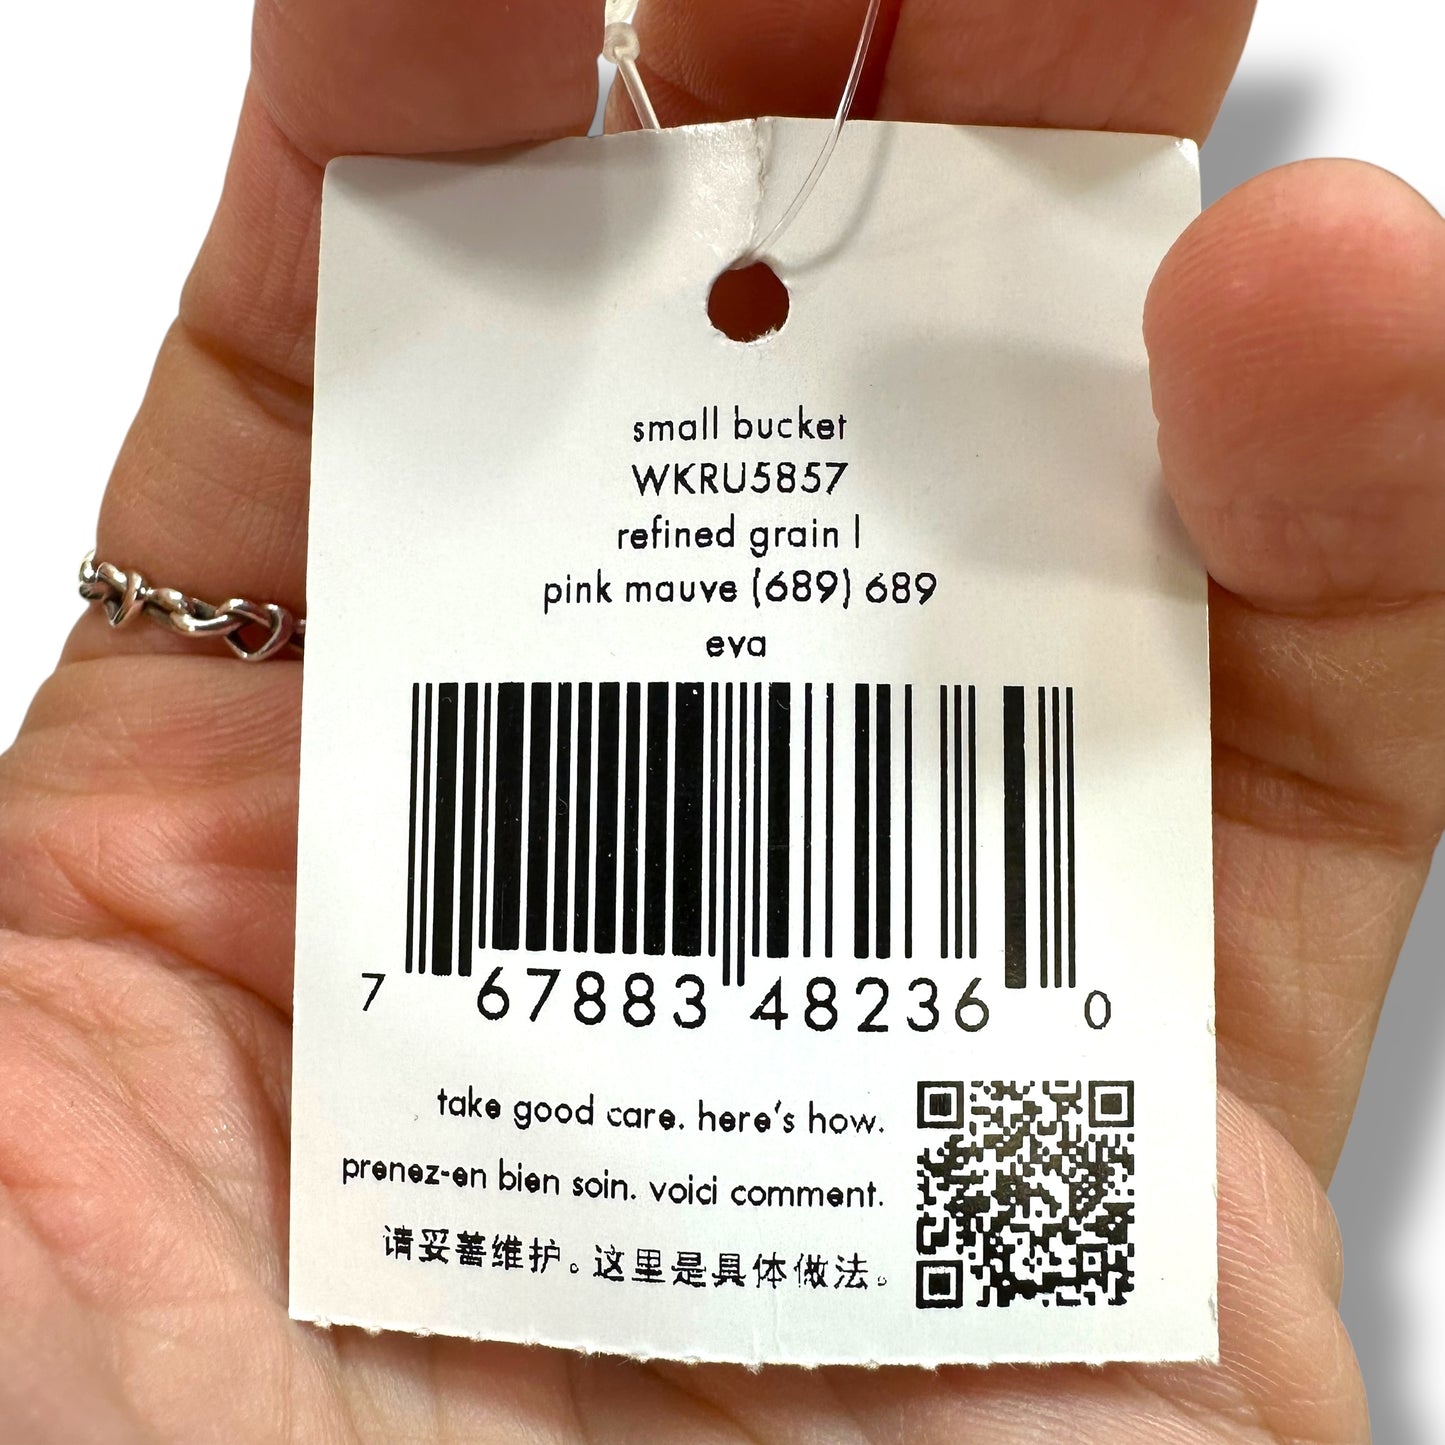 small bucket
WKRU5857
refined grain l
pink mauve (689) 689
eva
7 67883 48236 0
take good care. here's how.
prenez-en bien soin. voici comment.
请妥善维护。这里是具体做法。